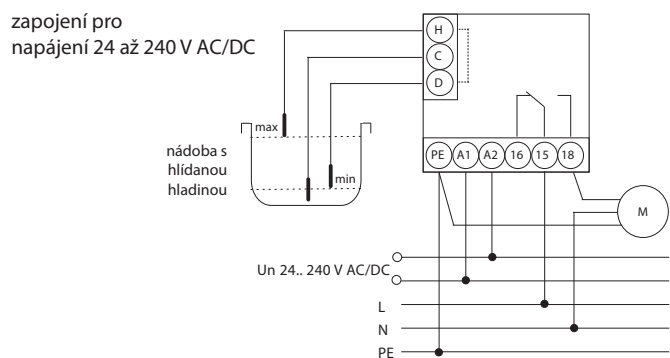 zapojení pro
napájení 24 až 240 V AC/DC
H
C
D
max
nádoba s
hlídanou
hladinou
min
PE A1 A2 16 15 18
M
Un 24.. 240 V AC/DC
L
N
PE